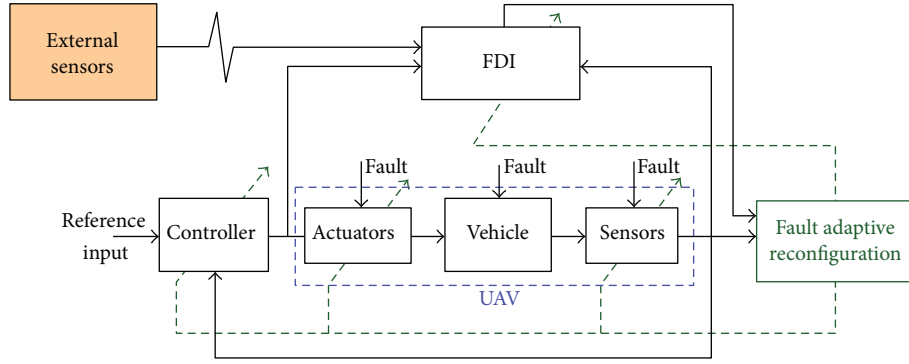 External
sensors
FDI
Fault
Fault
Fault
Reference
input
Controller
Actuators
Vehicle
Sensors
Fault adaptive
reconfiguration
UAV